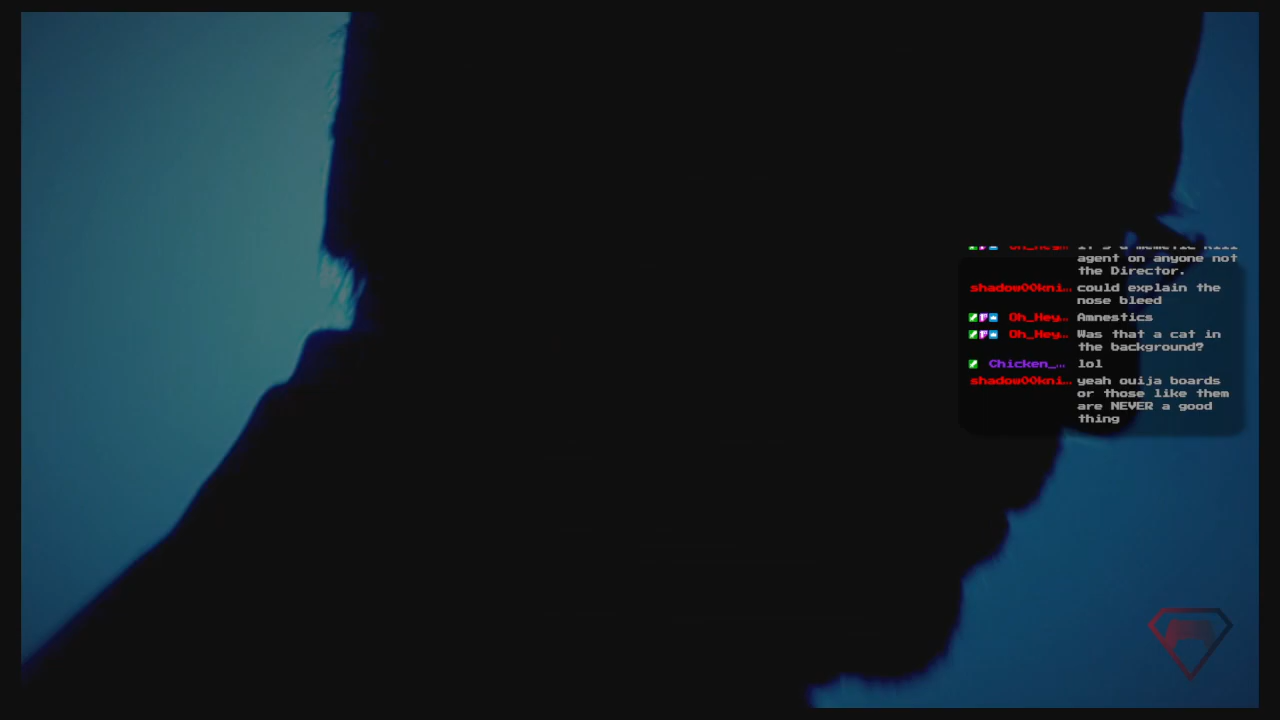 Oh_Hey…
agent on anyone not
the Director.
shadow00kni… could explain the
nose bleed
Oh_Hey… Amnestics
Oh_Hey… Was that a cat in
the background?
Chicken_… lol
shadow00kni… yeah ouija boards
or those like them
are NEVER a good
thing